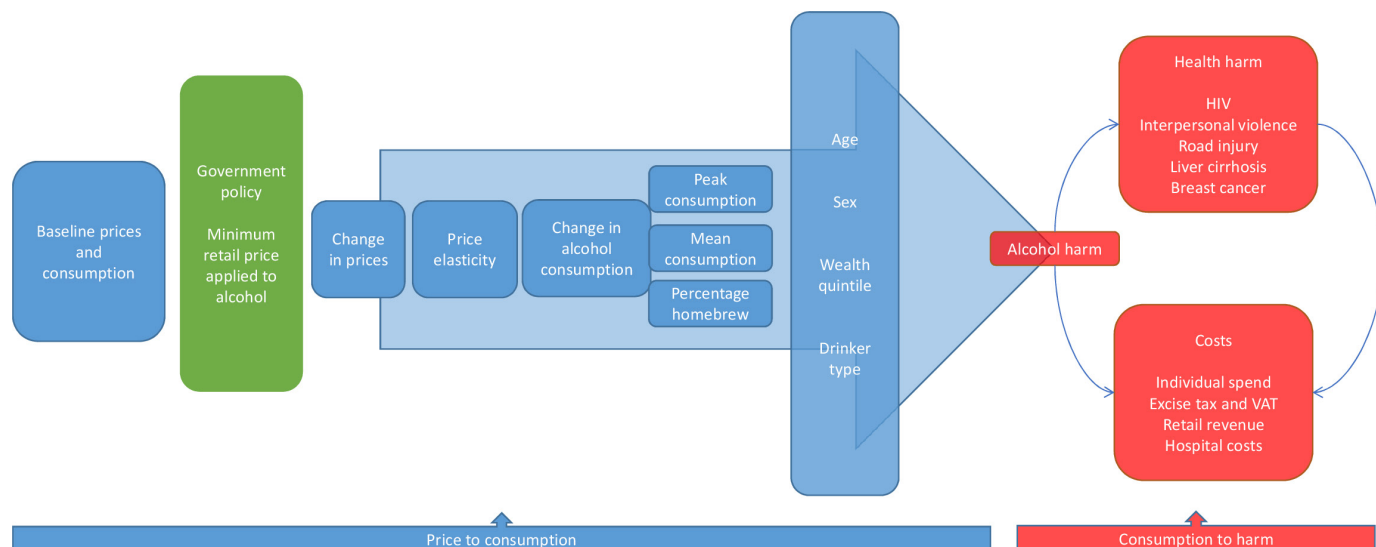 Baseline prices
and
consumption
Government
policy
Minimum
retail price
applied to
alcohol
Change
in prices
Price
elasticity
Change in
alcohol
consumption
Peak
consumption
Mean
consumption
Percentage
homebrew
Age
Sex
Wealth
quintile
Drinker
type
Alcohol harm
Health harm
HIV
Interpersonal violence
Road injury
Liver cirrhosis
Breast cancer
Costs
Individual spend
Excise tax and VAT
Retail revenue
Hospital costs
Price to consumption
Consumption to harm